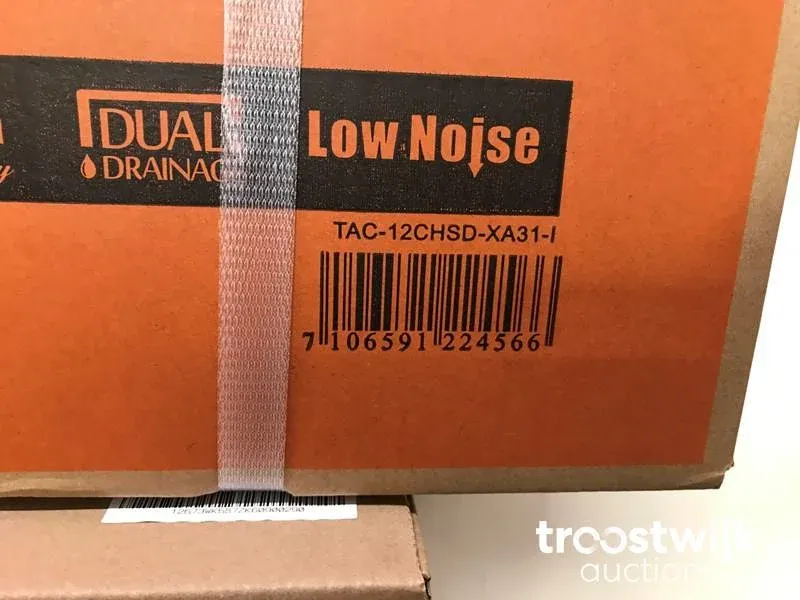 DUAL
DRAINAG
Low Noise
TAC-12CHSD-XA31-I
7 106591 224566
troostwijk
auctions